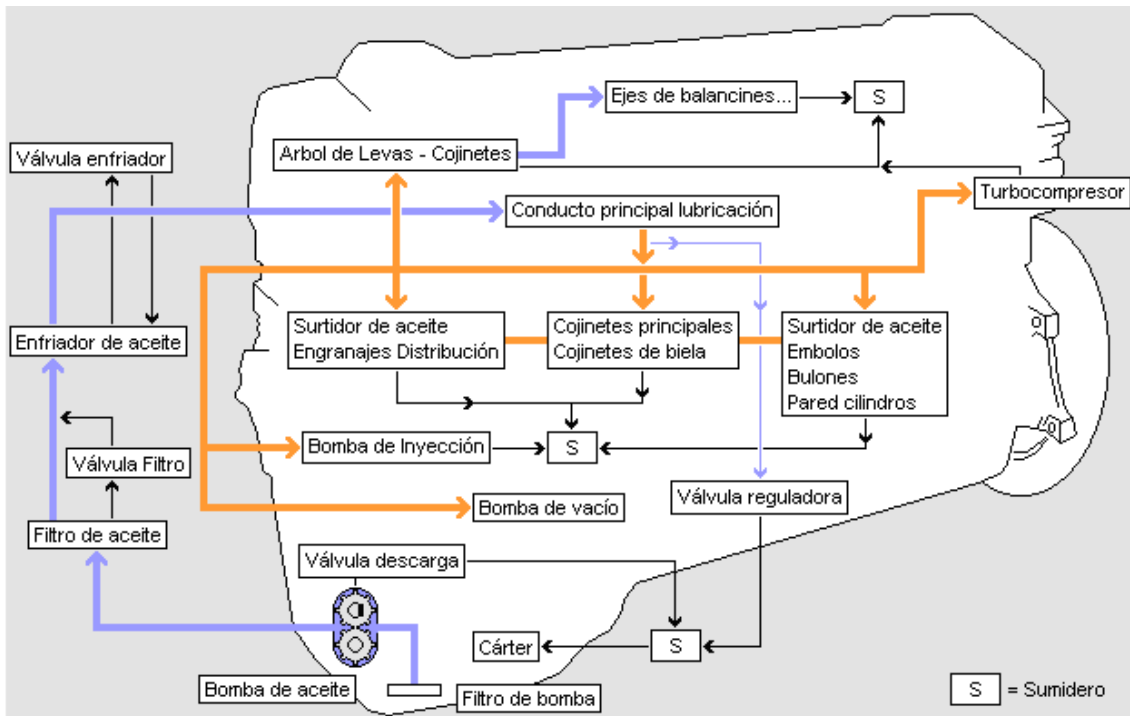 Ejes de balancines...
S
Arbol de Levas - Cojinetes
Válvula enfriador
Turbocompresor
Conducto principal lubricación
Enfriador de aceite
Surtidor de aceite
Engranajes Distribución
Cojinetes principales
Cojinetes de biela
Surtidor de aceite
Embolos
Bulones
Pared cilindros
Bomba de Inyección
S
Válvula Filtro
Bomba de vacío
Válvula reguladora
Filtro de aceite
Válvula descarga
Cárter
S
Bomba de aceite
Filtro de bomba
S = Sumidero